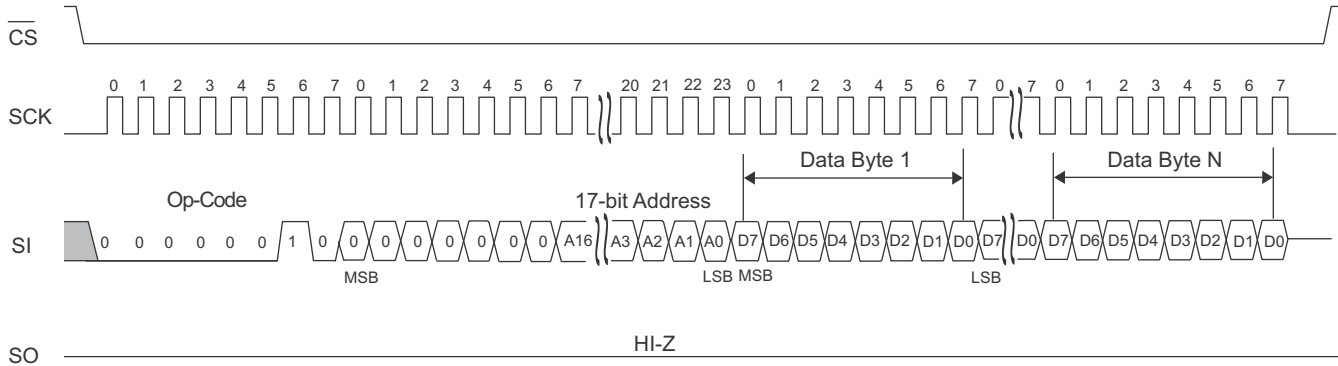 CS
0 1 2 3 4 5 6 7 0 1 2 3 4 5 6 7 20 21 22 23 0 1 2 3 4 5 6 7 0 7 0 1 2 3 4 5 6 7
SCK
Data Byte 1 Data Byte N
Op-Code 17-bit Address
SI 0 0 0 0 0 0 1 0 0 0 0 0 0 0 0 A16 A3 A2 A1 A0 D7 D6 D5 D4 D3 D2 D1 D0 D7 D0 D7 D6 D5 D4 D3 D2 D1 D0
MSB LSB MSB LSB
HI-Z
SO